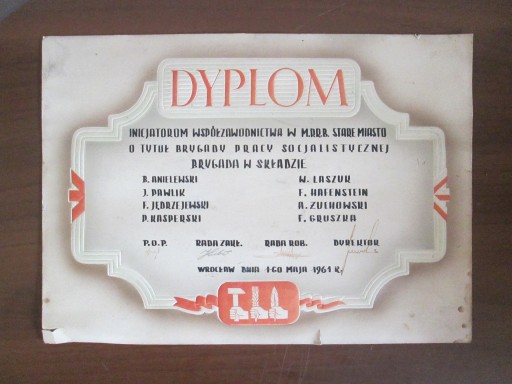 DYPLOM
INICJATOROM WSPÓŁZAWODNICTWA W M.P.R.B. STARE MIASTO
O TYTUŁ BRYGADY PRACY SOCJALISTYCZNEJ
BRYGADA W SKŁADZIE
R. ANIELEWSKI W. LASZUK
J. PAWLIK F. HAFENSTEIN
F. JĘDRZEJEWSKI A. ŻUCHOWSKI
P. KASPERSKI F. GRUSZKA
P.O.P. RADA ZAKŁ. RADA ROB. DYREKTOR
WROCŁAW DNIA 1-GO MAJA 1961 R.